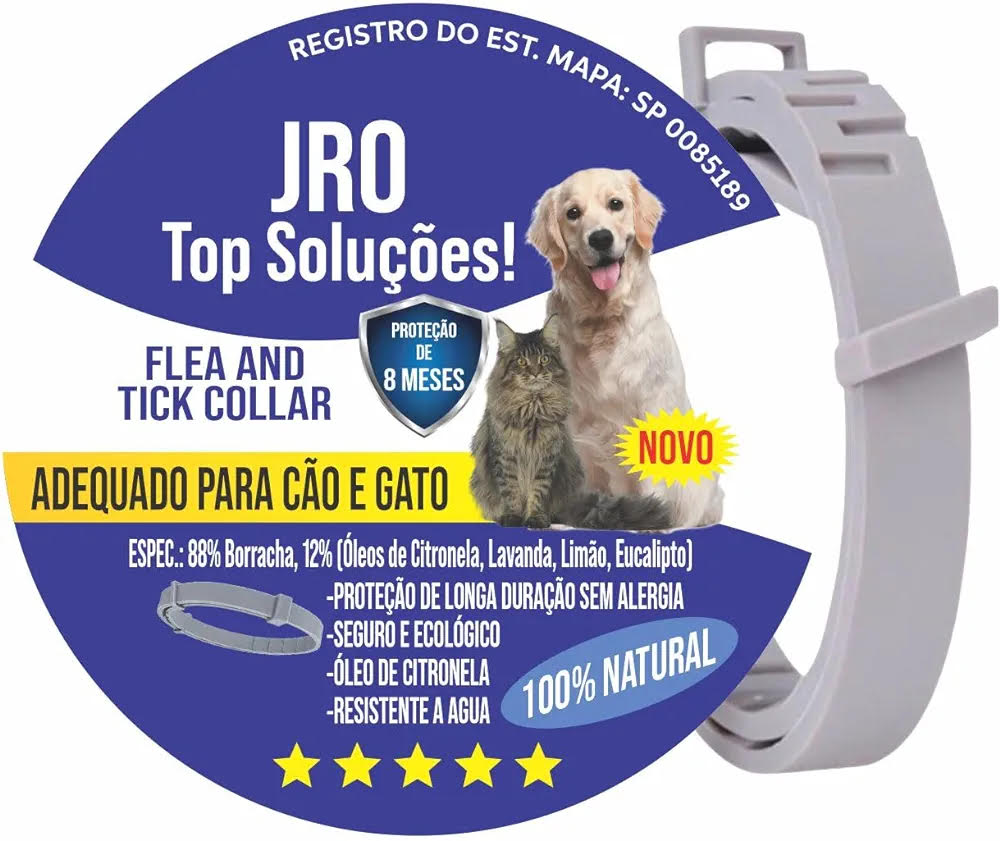 REGISTRO DO EST. MAPA: SP 0085189
JRO
Top Soluções!
PROTEÇÃO
DE
8 MESES
FLEA AND
TICK COLLAR
NOVO
ADEQUADO PARA CÃO E GATO
ESPEC.: 88% Borracha, 12% (Óleos de Citronela, Lavanda, Limão, Eucalipto)
-PROTEÇÃO DE LONGA DURAÇÃO SEM ALERGIA
-SEGURO E ECOLÓGICO
-ÓLEO DE CITRONELA
-RESISTENTE A AGUA
100% NATURAL